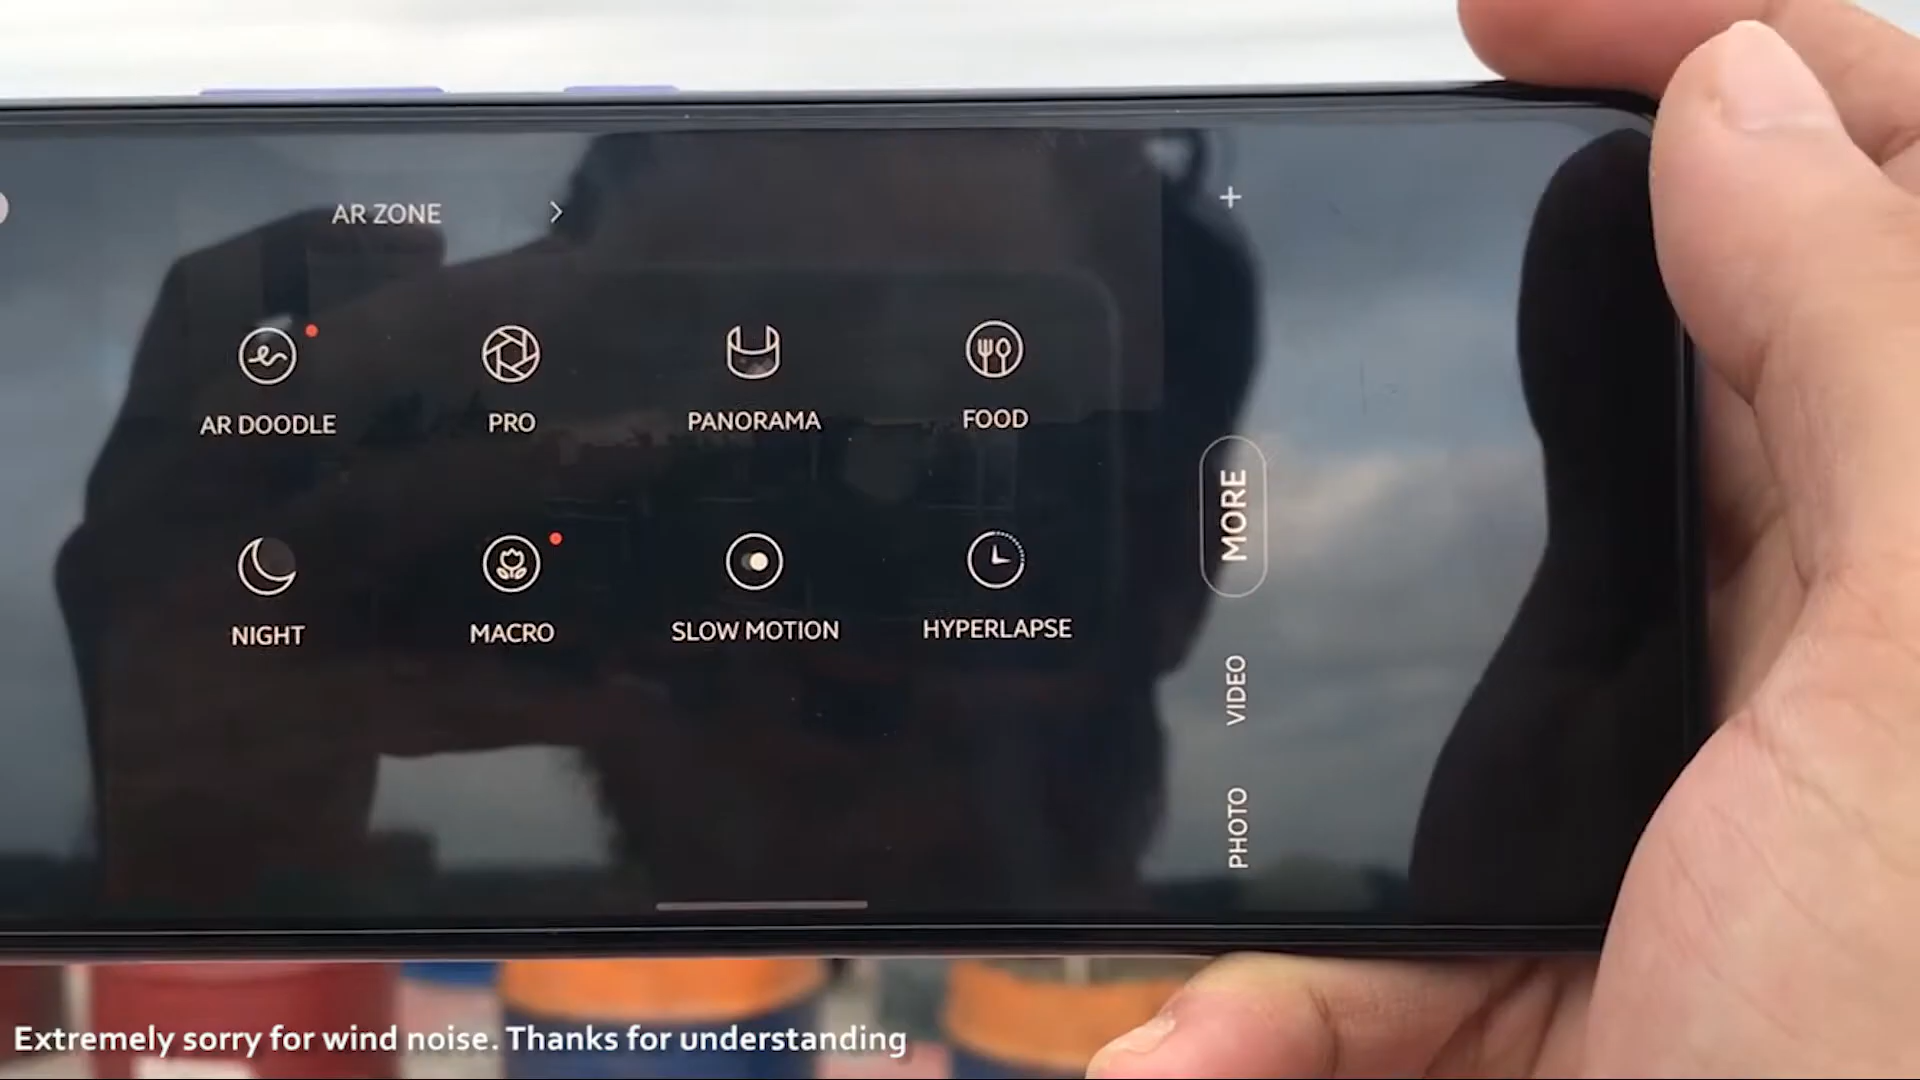 AR ZONE
AR DOODLE
PRO
PANORAMA
FOOD
NIGHT
MACRO
SLOW MOTION
HYPERLAPSE
MORE
VIDEO
PHOTO
Extremely sorry for wind noise. Thanks for understanding